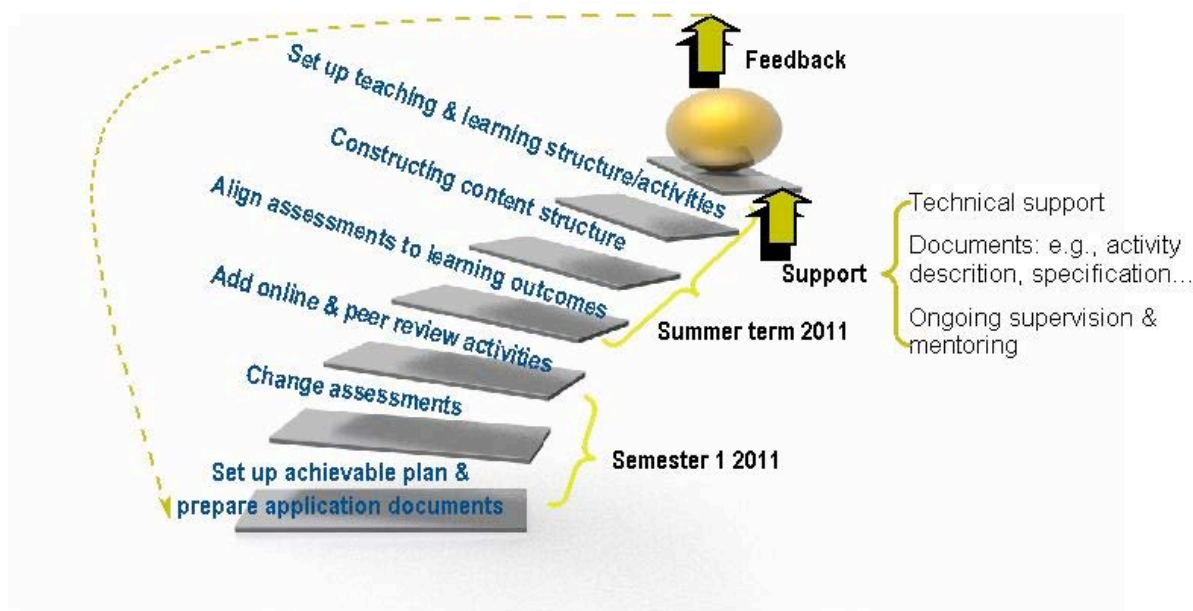 Feedback
Set up teaching & learning structure/activities
Constructing content structure
Align assessments to learning outcomes
Add online & peer review activities
Change assessments
Set up achievable plan &
prepare application documents
Support
Technical support
Documents: e.g., activity
descrition, specification...
Ongoing supervision &
mentoring
Summer term 2011
Semester 1 2011